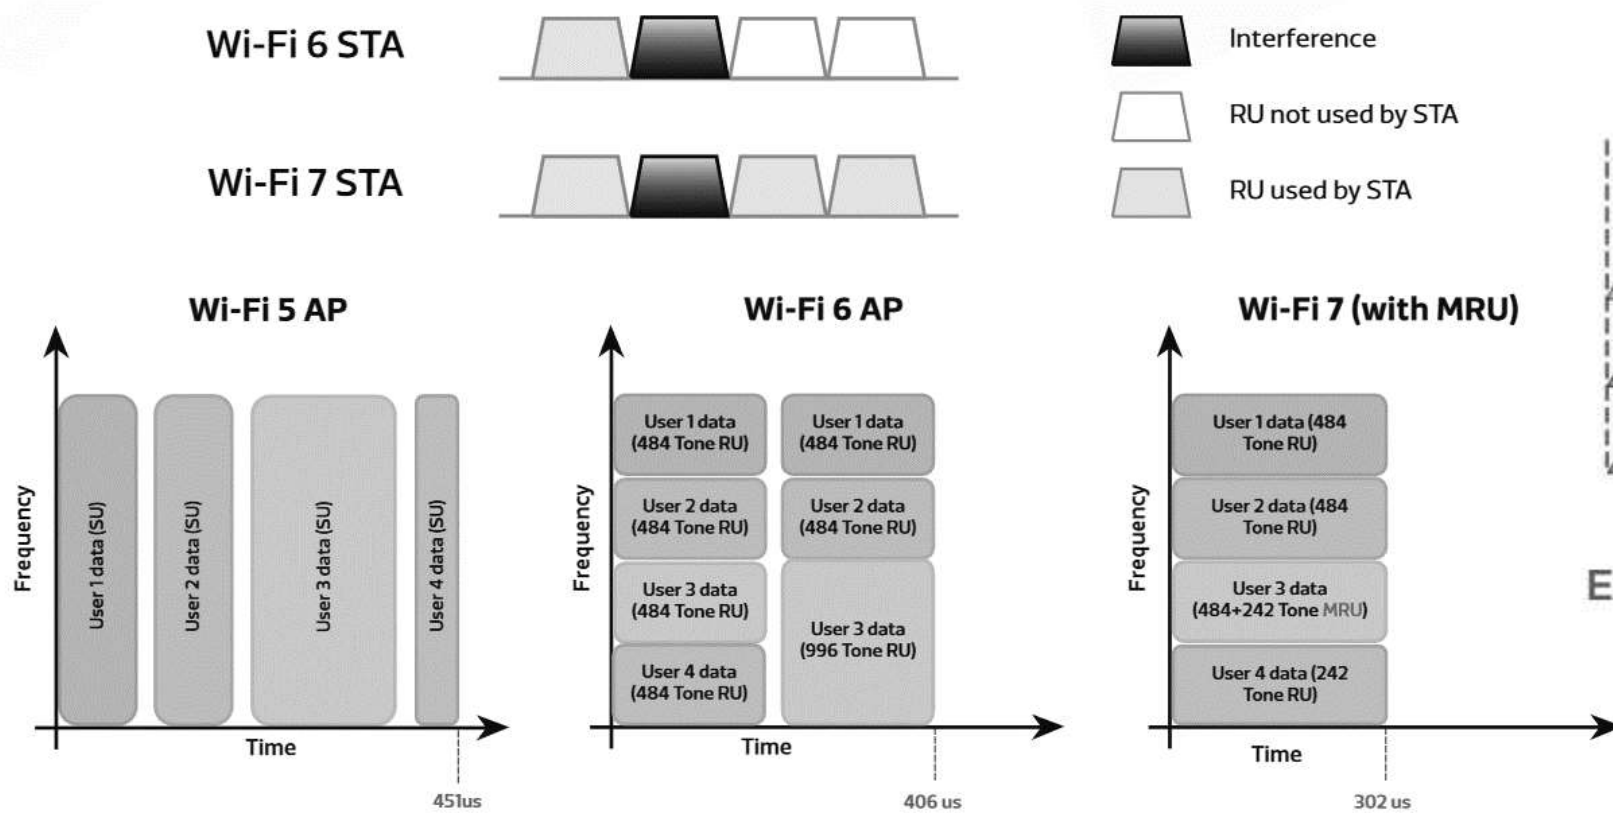 Wi-Fi 6 STA
Interference
RU not used by STA
Wi-Fi 7 STA
RU used by STA
Wi-Fi 5 AP
Frequency
User 1 data (SU)
User 2 data (SU)
User 3 data (SU)
User 4 data (SU)
Time
451us
Wi-Fi 6 AP
Frequency
User 1 data
(484 Tone RU)
User 1 data
(484 Tone RU)
User 2 data
(484 Tone RU)
User 2 data
(484 Tone RU)
User 3 data
(484 Tone RU)
User 3 data
(996 Tone RU)
User 4 data
(484 Tone RU)
Time
406 us
Wi-Fi 7 (with MRU)
Frequency
User 1 data (484
Tone RU)
User 2 data (484
Tone RU)
User 3 data
(484+242 Tone MRU)
User 4 data (242
Tone RU)
Time
302 us
E